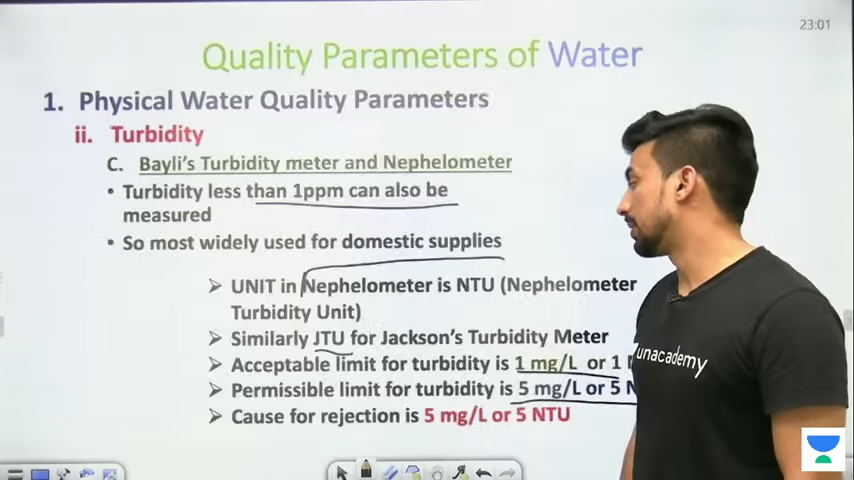 23:01
Quality Parameters of Water
1. Physical Water Quality Parameters
ii. Turbidity
C. Bayli's Turbidity meter and Nephelometer
• Turbidity less than 1ppm can also be
measured
• So most widely used for domestic supplies
➢ UNIT in Nephelometer is NTU (Nephelometer
Turbidity Unit)
➢ Similarly JTU for Jackson's Turbidity Meter
➢ Acceptable limit for turbidity is 1 mg/L or 1
➢ Permissible limit for turbidity is 5 mg/L or 5
➢ Cause for rejection is 5 mg/L or 5 NTU
unacademy